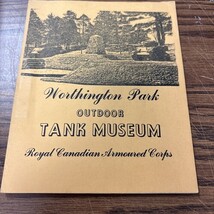 Worthington Park
OUTDOOR
TANK MUSEUM
Royal Canadian Armoured Corps